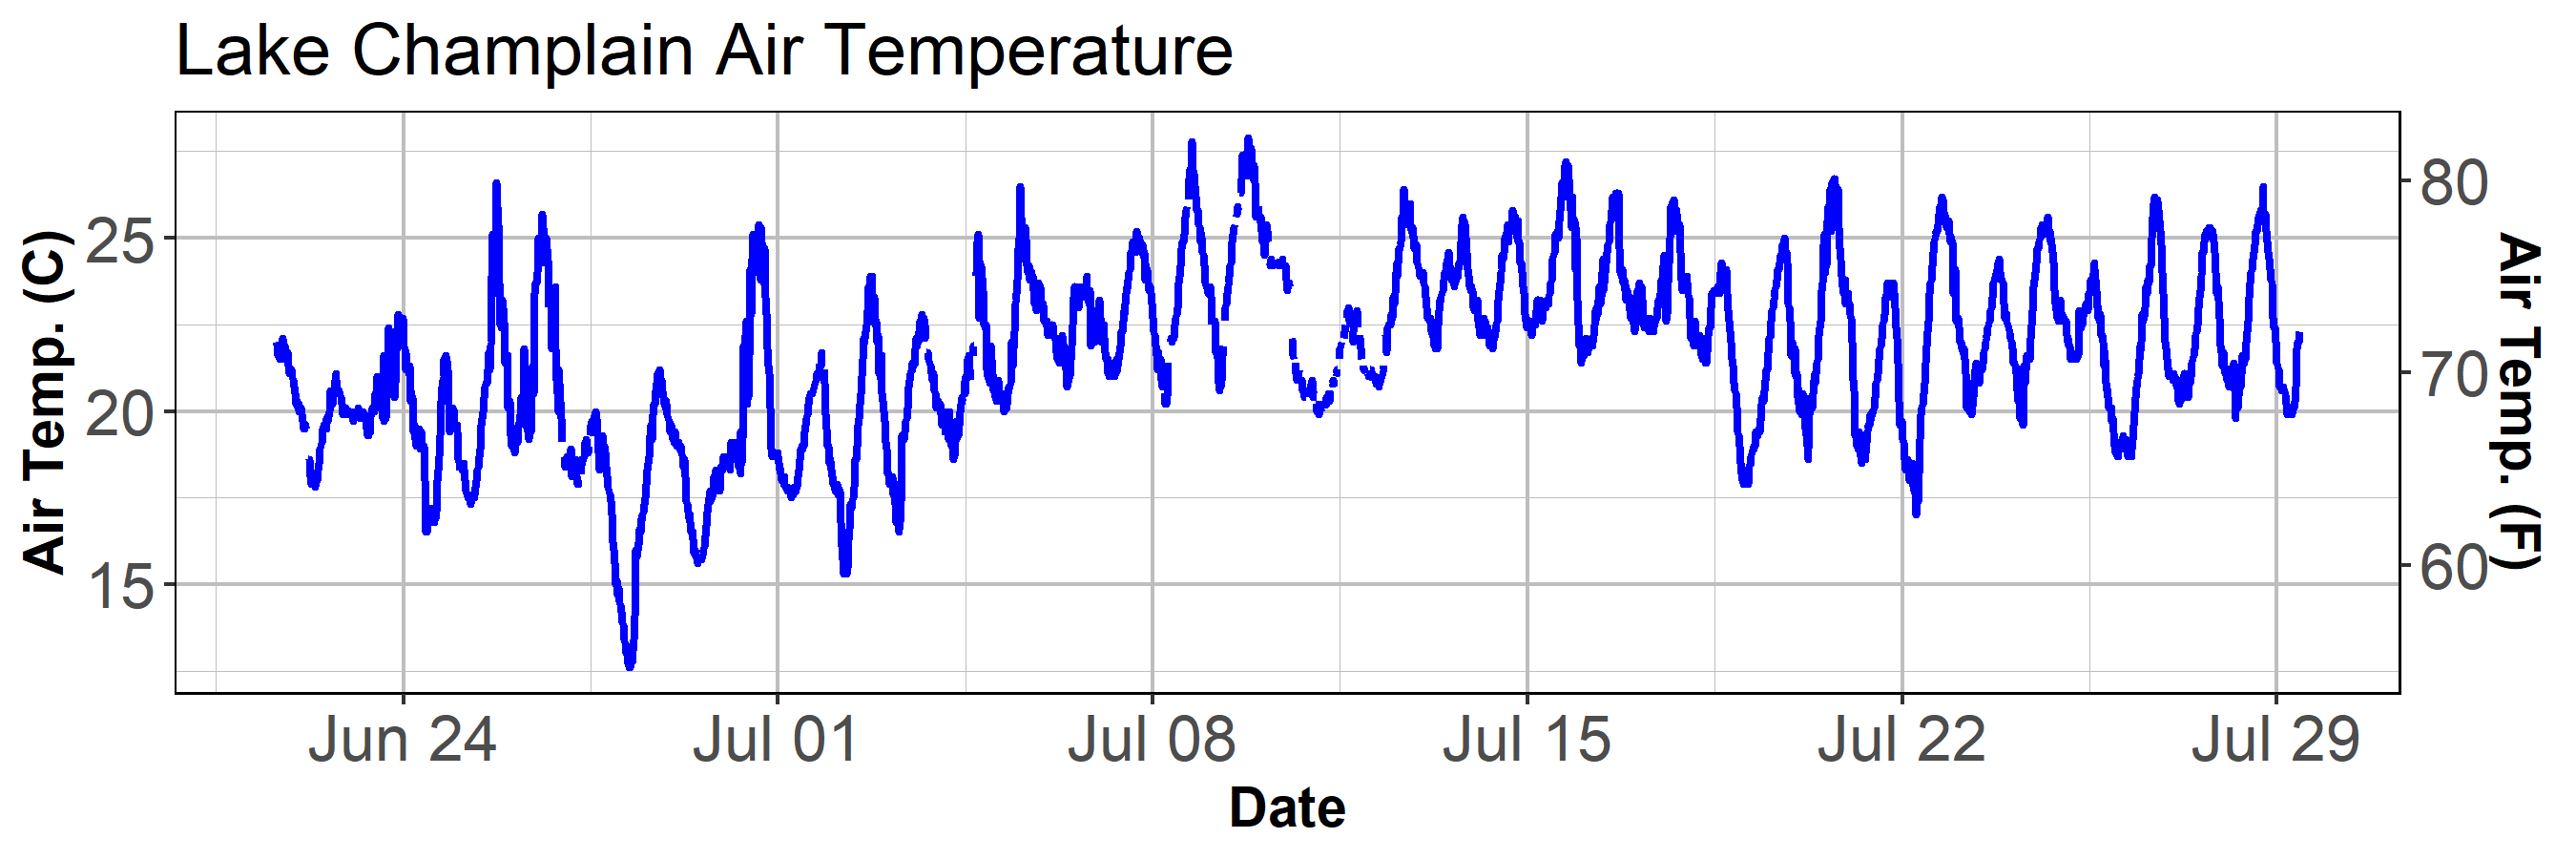 Lake Champlain Air Temperature
Air Temp. (C)
25
20
15
80
70
60
Air Temp. (F)
Jun 24 Jul 01 Jul 08 Jul 15 Jul 22 Jul 29
Date